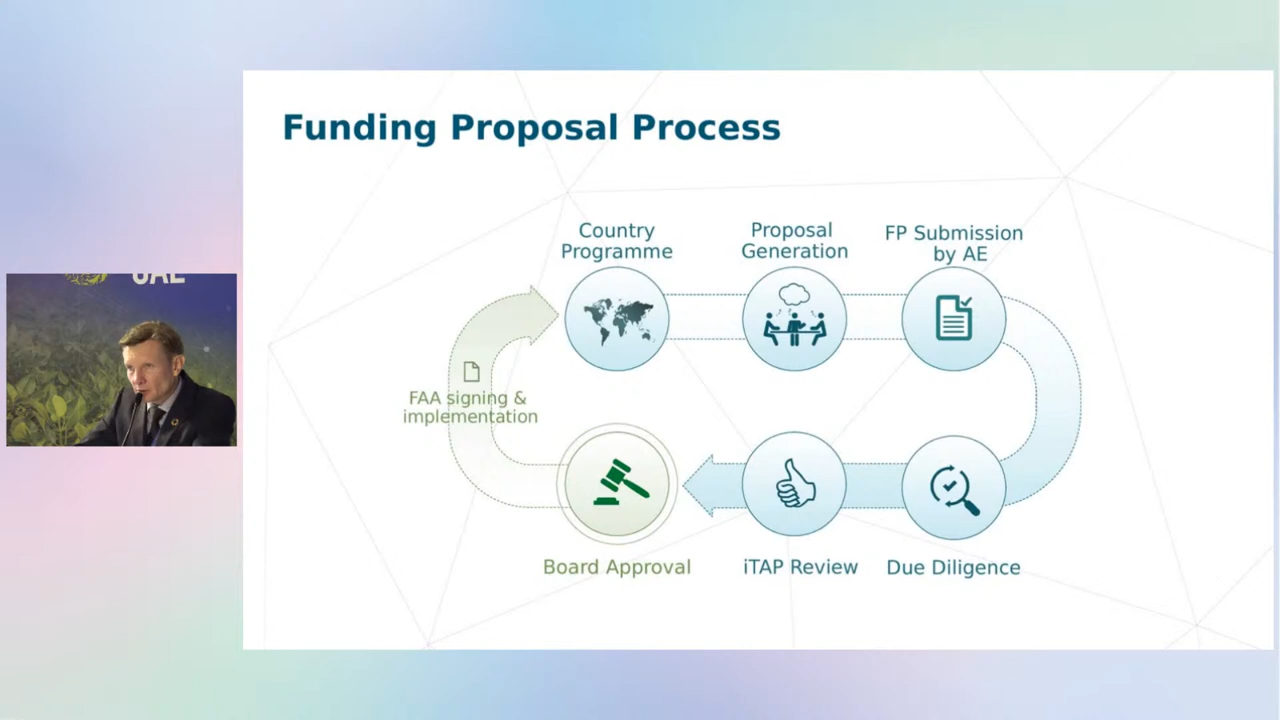 Funding Proposal Process
Country
Programme
Proposal
Generation
FP Submission
by AE
FAA signing &
implementation
Board Approval
iTAP Review
Due Diligence
UAE